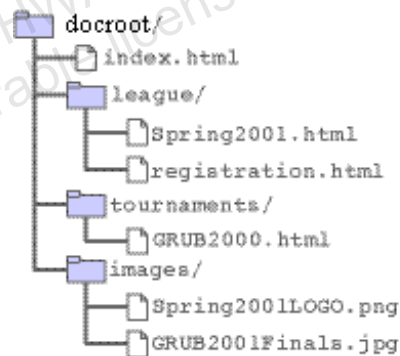 docroot/
index.html
league/
Spring2001.html
registration.html
tournaments/
GRUB2000.html
images/
Spring2001LOGO.png
GRUB2001Finals.jpg